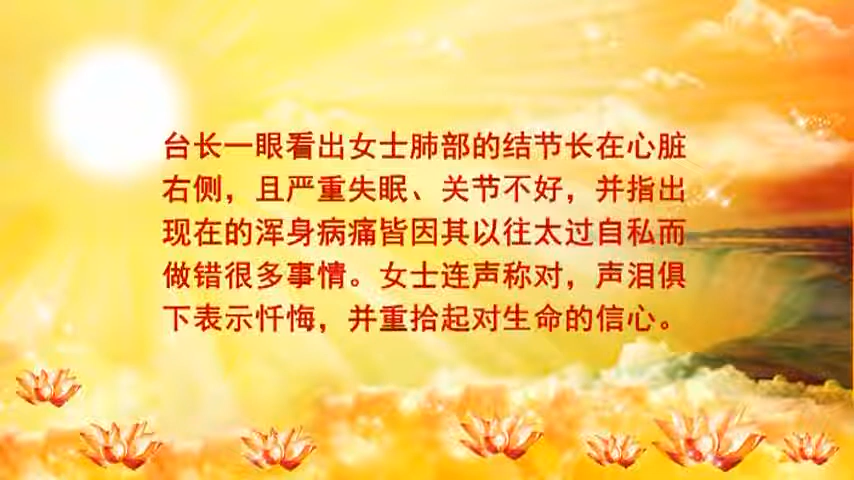 台长一眼看出女士肺部的结节长在心脏
右侧，且严重失眠、关节不好，并指出
现在的浑身病痛皆因其以往太过自私而
做错很多事情。女士连声称对，声泪俱
下表示忏悔，并重拾起对生命的信心。